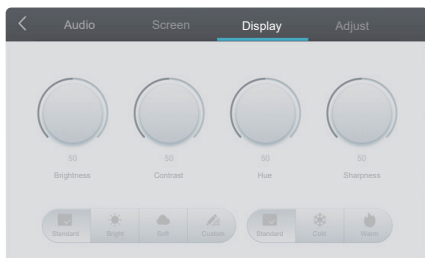 Audio Screen Display Adjust
50 50 50 50
Brightness Contrast Hue Sharpness
Standard Bright Soft Custom Standard Cold Warm